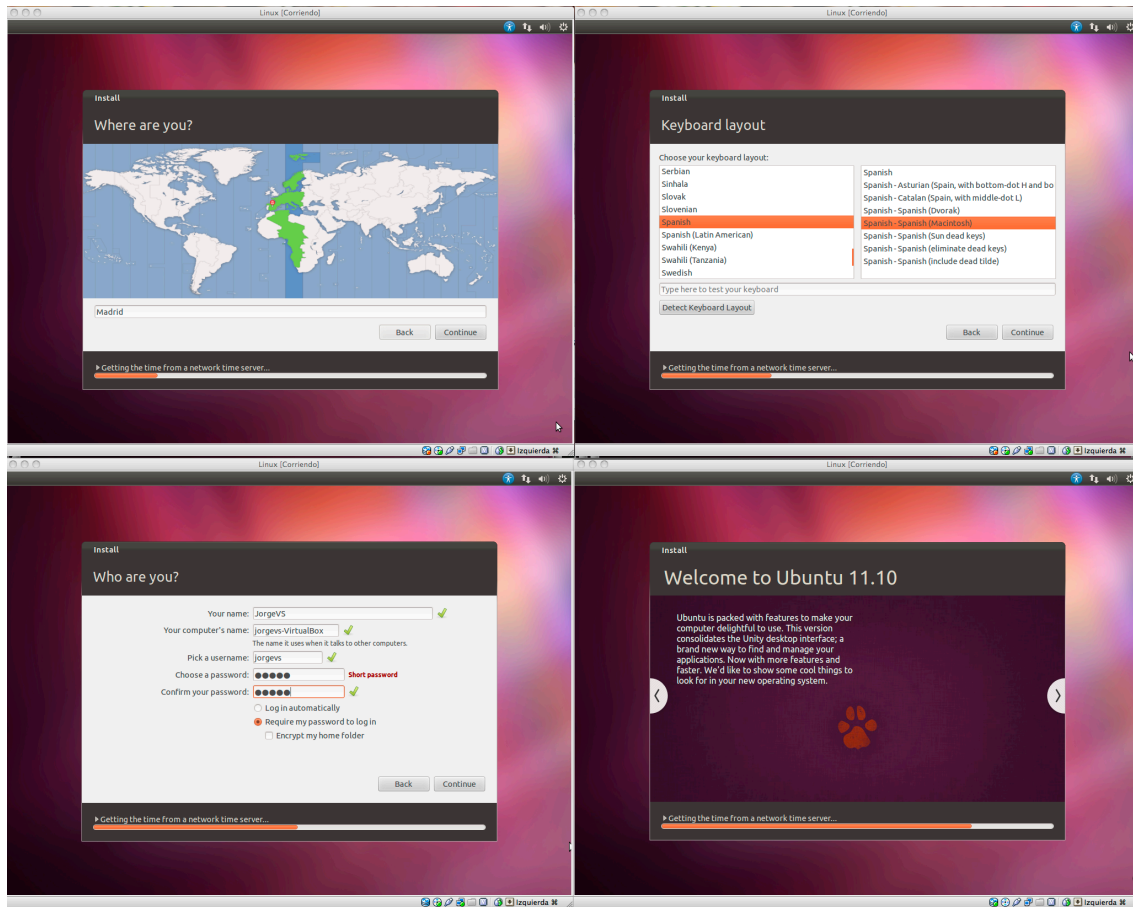 Linux [Corriendo]
Install
Where are you?
Madrid
Back
Continue
Getting the time from a network time server...
Izquierda ⌘
Linux [Corriendo]
Install
Keyboard layout
Choose your keyboard layout:
Serbian
Sinhala
Slovak
Slovenian
Spanish
Spanish (Latin American)
Swahili (Kenya)
Swahili (Tanzania)
Swedish
Spanish
Spanish - Asturian (Spain, with bottom-dot H and bo
Spanish - Catalan (Spain, with middle-dot L)
Spanish - Spanish (Dvorak)
Spanish - Spanish (Macintosh)
Spanish - Spanish (Sun dead keys)
Spanish - Spanish (eliminate dead keys)
Spanish - Spanish (include dead tilde)
Type here to test your keyboard
Detect Keyboard Layout
Back
Continue
Getting the time from a network time server...
Izquierda ⌘
Linux [Corriendo]
Install
Who are you?
Your name: JorgeVS
Your computer's name: jorgevs-VirtualBox
The name it uses when it talks to other computers.
Pick a username: jorgevs
Choose a password: ●●●●● Short password
Confirm your password: ●●●●●
Log in automatically
Require my password to log in
Encrypt my home folder
Back
Continue
Getting the time from a network time server...
Izquierda ⌘
Linux [Corriendo]
Install
Welcome to Ubuntu 11.10
Ubuntu is packed with features to make your
computer delightful to use. This version
consolidates the Unity desktop interface; a
brand new way to find and manage your
applications. Now with more features and
faster. We'd like to show some cool things to
look for in your new operating system.
Getting the time from a network time server...
Izquierda ⌘